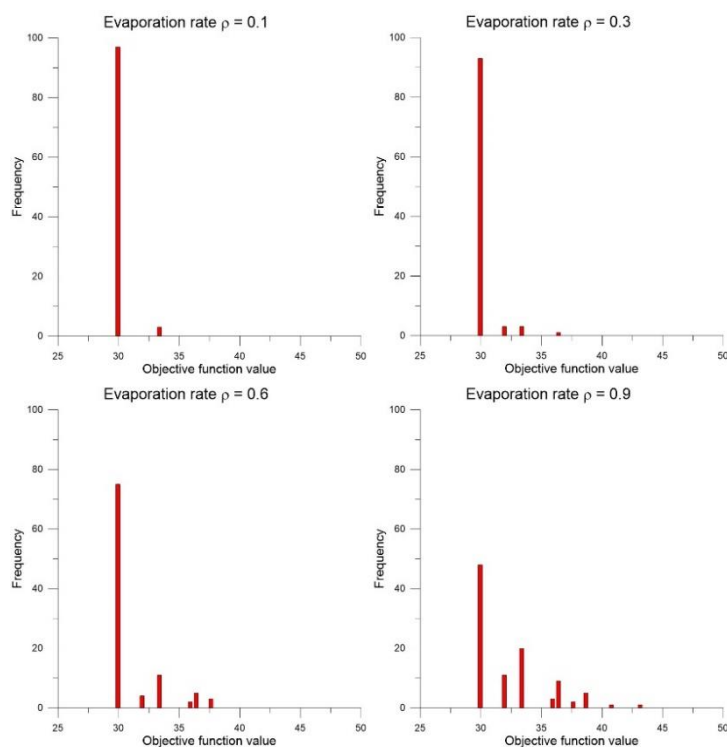 Evaporation rate ρ = 0.1
100
80
60
40
20
0
Frequency
25 30 35 40 45 50
Objective function value
Evaporation rate ρ = 0.3
100
80
60
40
20
0
Frequency
25 30 35 40 45 50
Objective function value
Evaporation rate ρ = 0.6
100
80
60
40
20
0
Frequency
25 30 35 40 45 50
Objective function value
Evaporation rate ρ = 0.9
100
80
60
40
20
0
Frequency
25 30 35 40 45 50
Objective function value